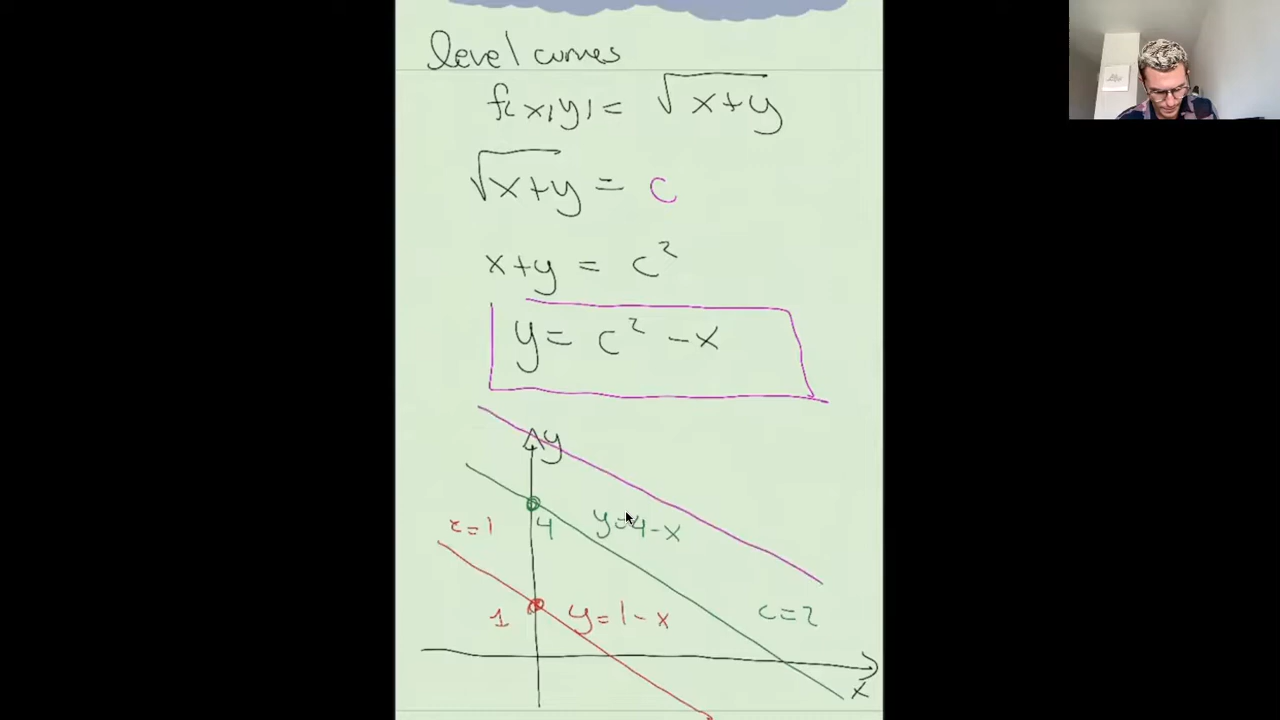 level curves
f(x,y) = √x+y
√x+y = c
x+y = c²
y = c² - x
y
c=1
4
y=4-x
1
y=1-x
c=2
x